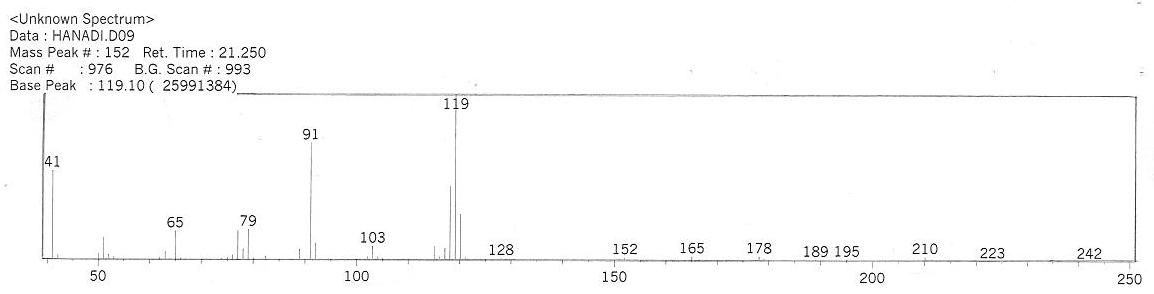 <Unknown Spectrum>
Data : HANADI.D09
Mass Peak # : 152 Ret. Time : 21.250
Scan # : 976 B.G. Scan # : 993
Base Peak : 119.10 ( 25991384)
119
91
41
65 79
103
128 152 165 178 189 195 210 223 242
50 100 150 200 250